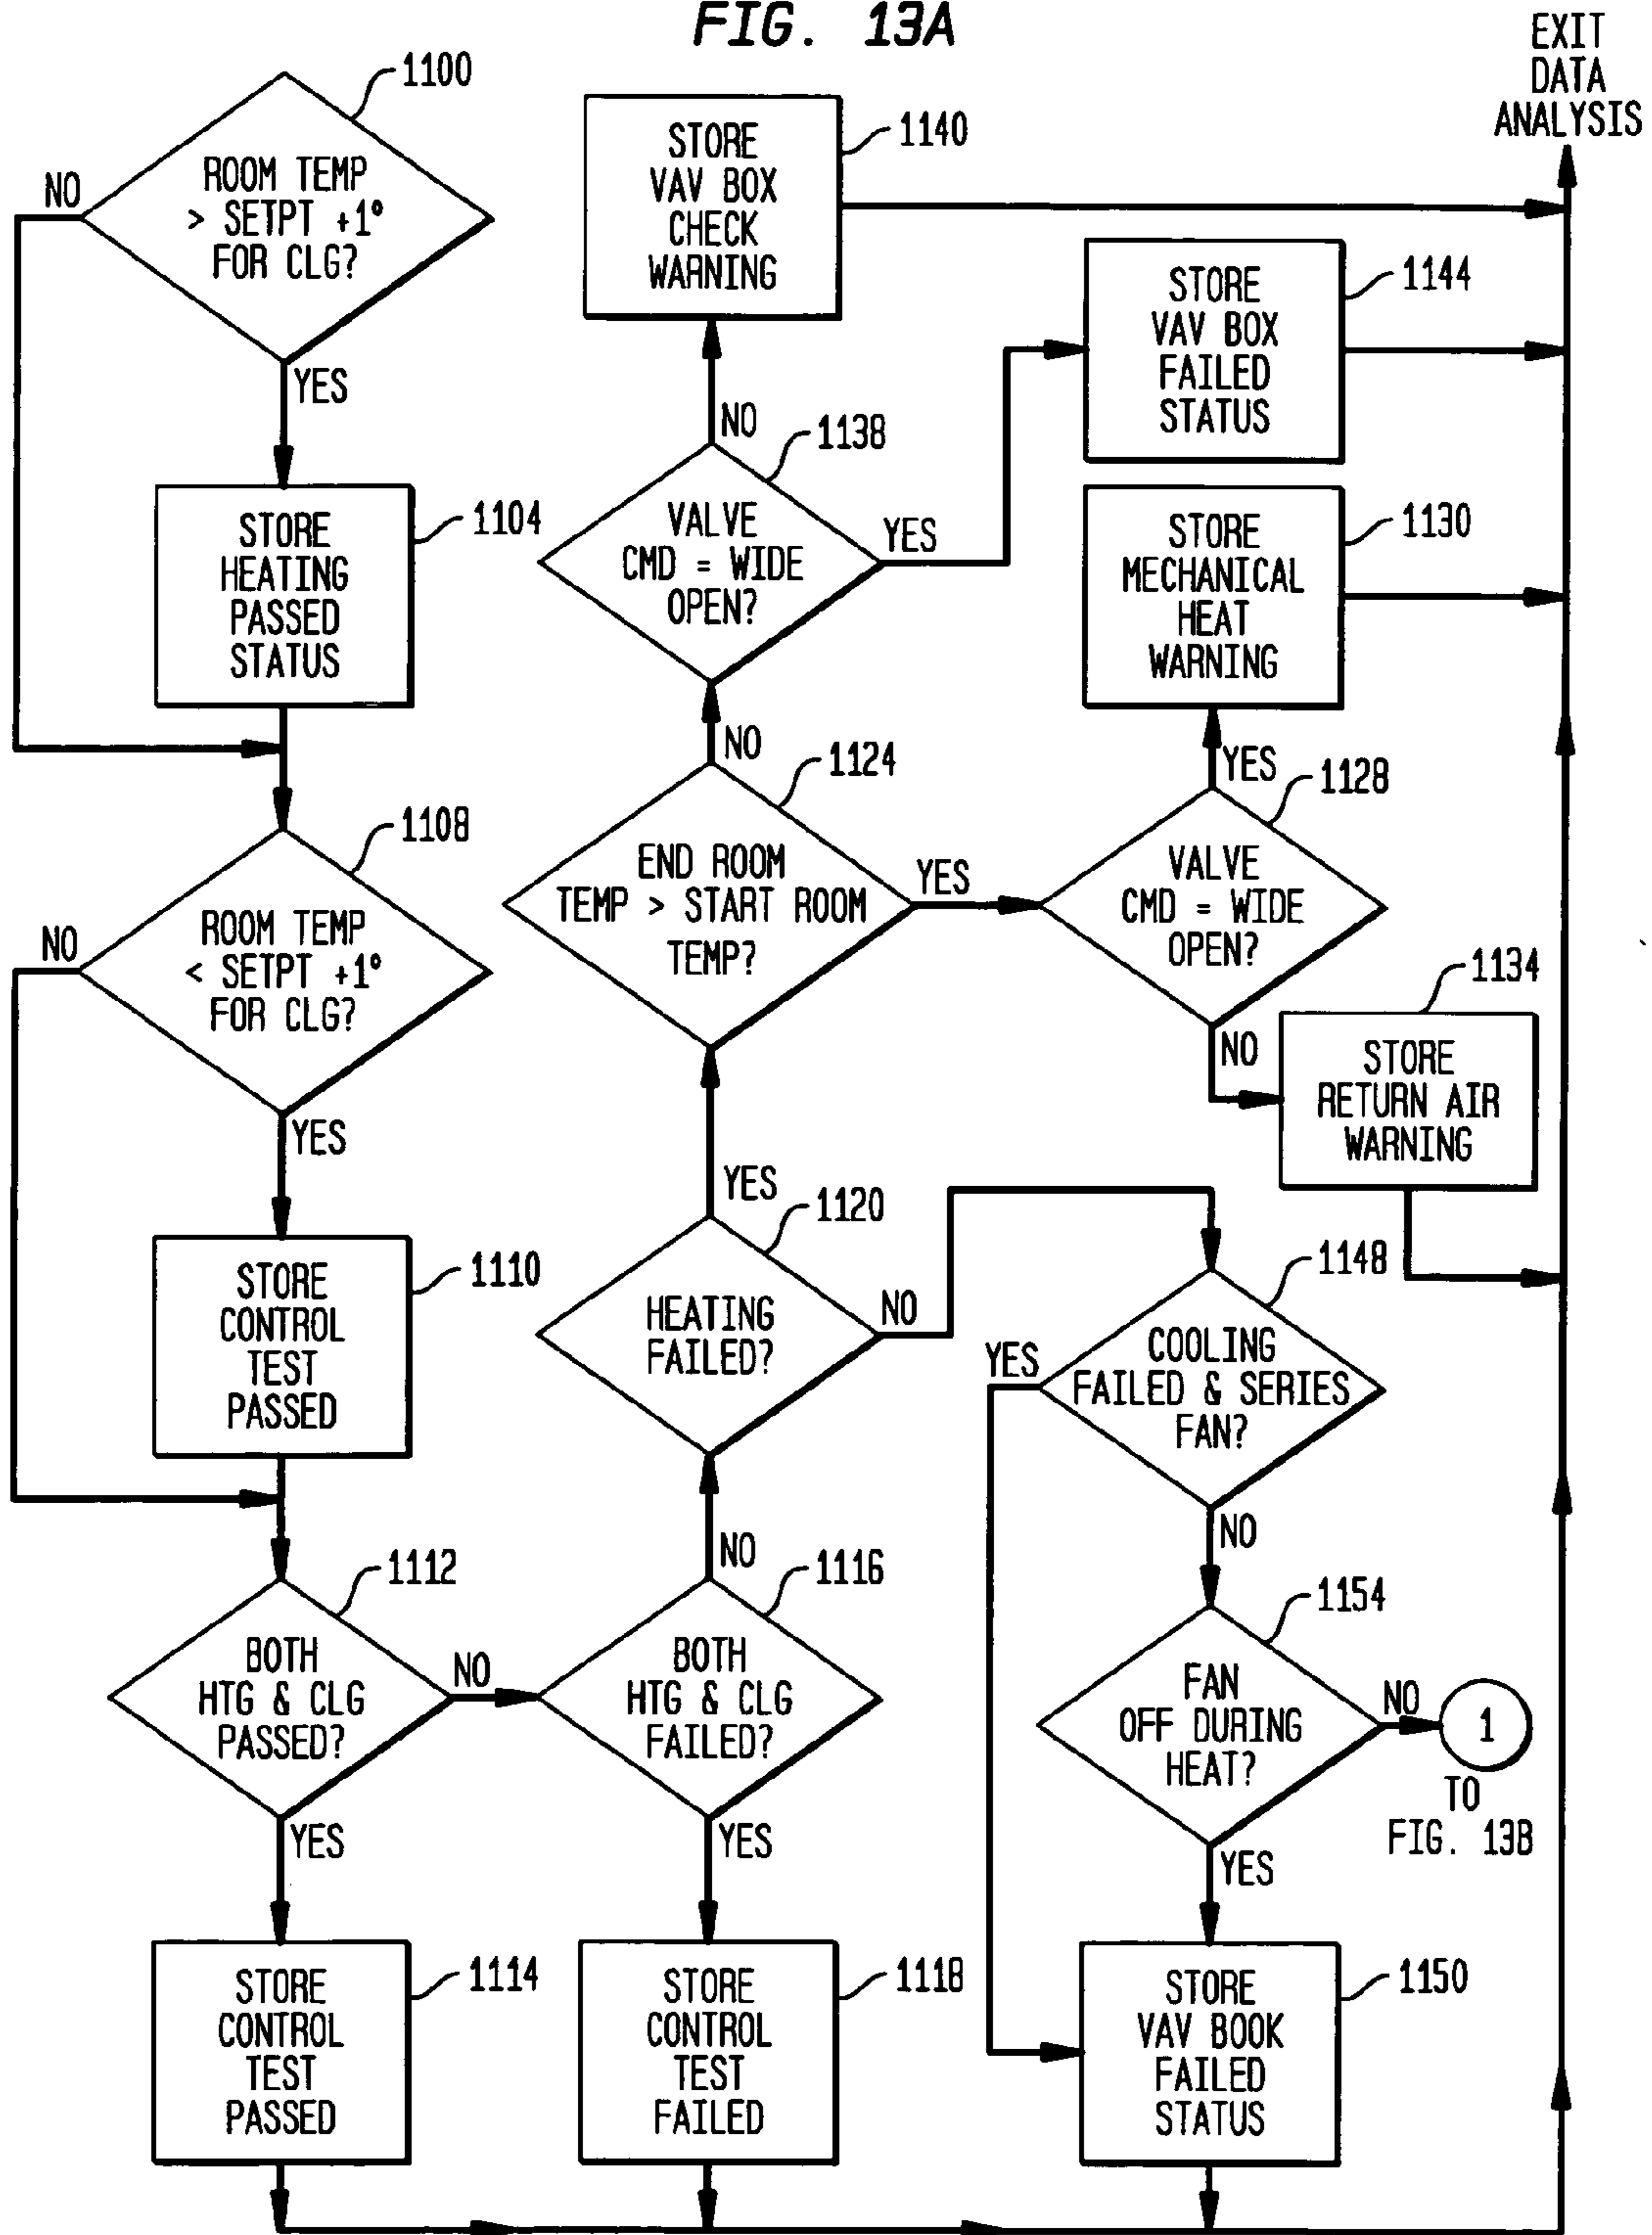 FIG. 13A
EXIT
DATA
ANALYSIS
1100
ROOM TEMP
> SETPT +1°
FOR CLG?
NO
YES
1104
STORE
HEATING
PASSED
STATUS
1108
ROOM TEMP
< SETPT +1°
FOR CLG?
NO
YES
1110
STORE
CONTROL
TEST
PASSED
1112
BOTH
HTG & CLG
PASSED?
NO
YES
1114
STORE
CONTROL
TEST
PASSED
1140
STORE
VAV BOX
CHECK
WARNING
NO
1138
VALVE
CMD = WIDE
OPEN?
YES
NO
1124
END ROOM
TEMP > START ROOM
TEMP?
YES
YES
1120
HEATING
FAILED?
NO
NO
1116
BOTH
HTG & CLG
FAILED?
YES
1118
STORE
CONTROL
TEST
FAILED
1144
STORE
VAV BOX
FAILED
STATUS
1130
STORE
MECHANICAL
HEAT
WARNING
YES
1128
VALVE
CMD = WIDE
OPEN?
NO
1134
STORE
RETURN AIR
WARNING
1148
COOLING
FAILED & SERIES
FAN?
YES
NO
1154
FAN
OFF DURING
HEAT?
NO
1
TO
FIG. 13B
YES
1150
STORE
VAV BOOK
FAILED
STATUS